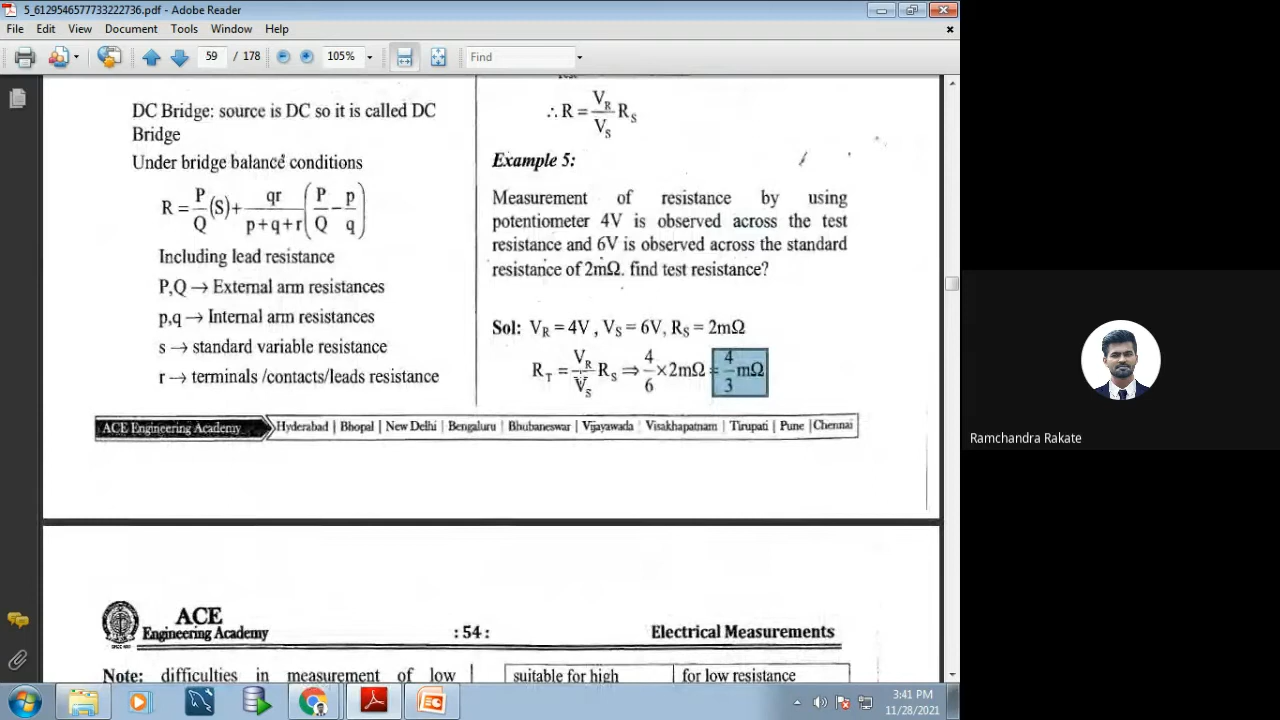 5_6129546577733222736.pdf - Adobe Reader
File Edit View Document Tools Window Help
59 / 178 105% Find
DC Bridge: source is DC so it is called DC
Bridge
Under bridge balance conditions
R = P/Q (S) + qr/(p+q+r) (P/Q − p/q)
Including lead resistance
P,Q → External arm resistances
p,q → Internal arm resistances
s → standard variable resistance
r → terminals /contacts/leads resistance
∴ R = V_R/V_S R_S
Example 5:
Measurement of resistance by using
potentiometer 4V is observed across the test
resistance and 6V is observed across the standard
resistance of 2mΩ. find test resistance?
Sol: V_R = 4V , V_S = 6V, R_S = 2mΩ
R_T = V_R/V_S R_S ⇒ 4/6 × 2mΩ = 4/3 mΩ
ACE Engineering Academy Hyderabad | Bhopal | New Delhi | Bengaluru | Bhubaneswar | Vijayawada | Visakhapatnam | Tirupati | Pune | Chennai
ACE
Engineering Academy : 54 : Electrical Measurements
Note: difficulties in measurement of low
suitable for high for low resistance
Ramchandra Rakate
3:41 PM
11/28/2021